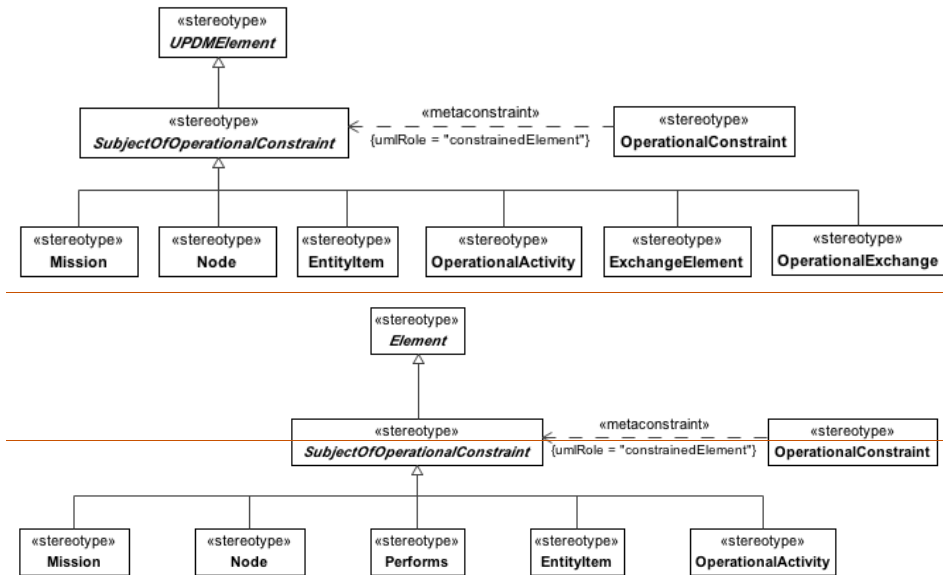 «stereotype»
UPDMElement
«stereotype»
SubjectOfOperationalConstraint
«metaconstraint»
{umlRole = "constrainedElement"}
«stereotype»
OperationalConstraint
«stereotype»
Mission
«stereotype»
Node
«stereotype»
EntityItem
«stereotype»
OperationalActivity
«stereotype»
ExchangeElement
«stereotype»
OperationalExchange
«stereotype»
Element
«stereotype»
SubjectOfOperationalConstraint
«metaconstraint»
{umlRole = "constrainedElement"}
«stereotype»
OperationalConstraint
«stereotype»
Mission
«stereotype»
Node
«stereotype»
Performs
«stereotype»
EntityItem
«stereotype»
OperationalActivity